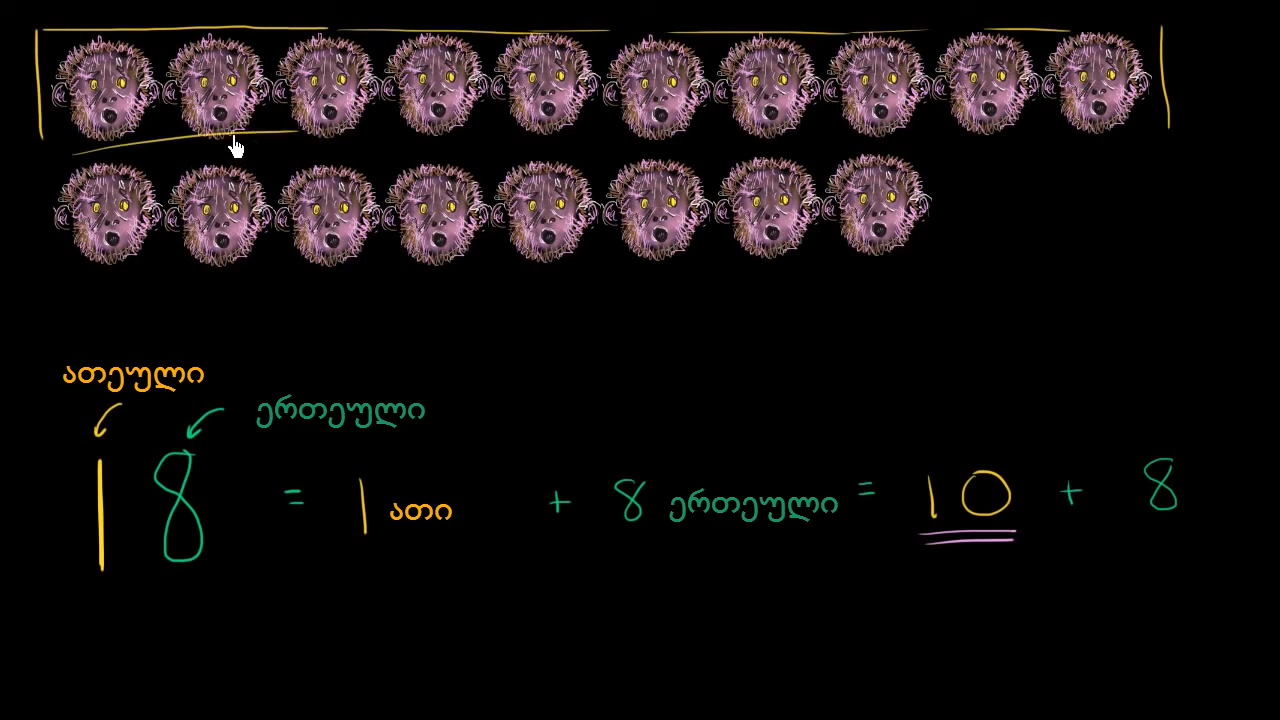 ათეული
ერთეული
18 = 1 ათი + 8 ერთეული = 10 + 8